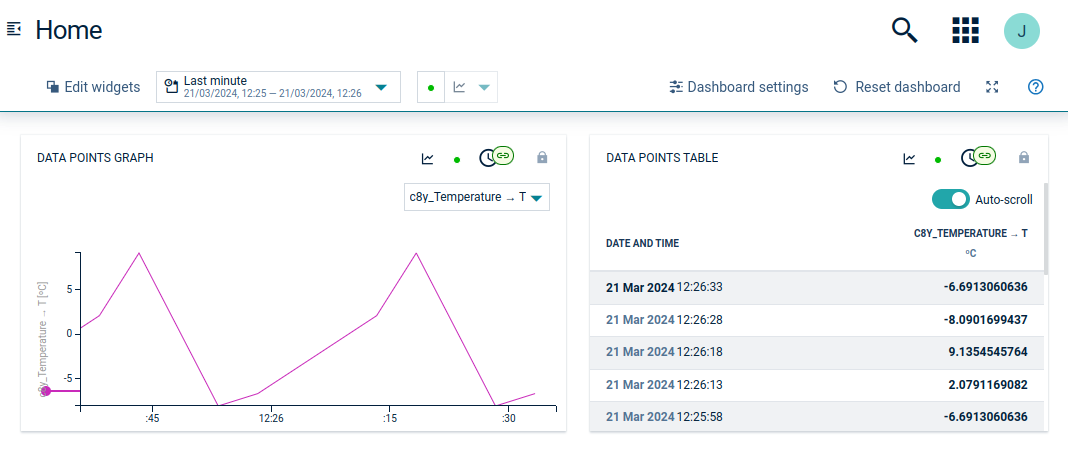 Home
J
Edit widgets
Last minute
21/03/2024, 12:25 — 21/03/2024, 12:26
Dashboard settings
Reset dashboard
?
DATA POINTS GRAPH
c8y_Temperature → T
c8y_Temperature → T [ºC]
5
0
-5
:45
12:26
:15
:30
DATA POINTS TABLE
Auto-scroll
DATE AND TIME
C8Y_TEMPERATURE → T
ºC
21 Mar 2024 12:26:33 -6.6913060636
21 Mar 2024 12:26:28 -8.0901699437
21 Mar 2024 12:26:18 9.1354545764
21 Mar 2024 12:26:13 2.0791169082
21 Mar 2024 12:25:58 -6.6913060636